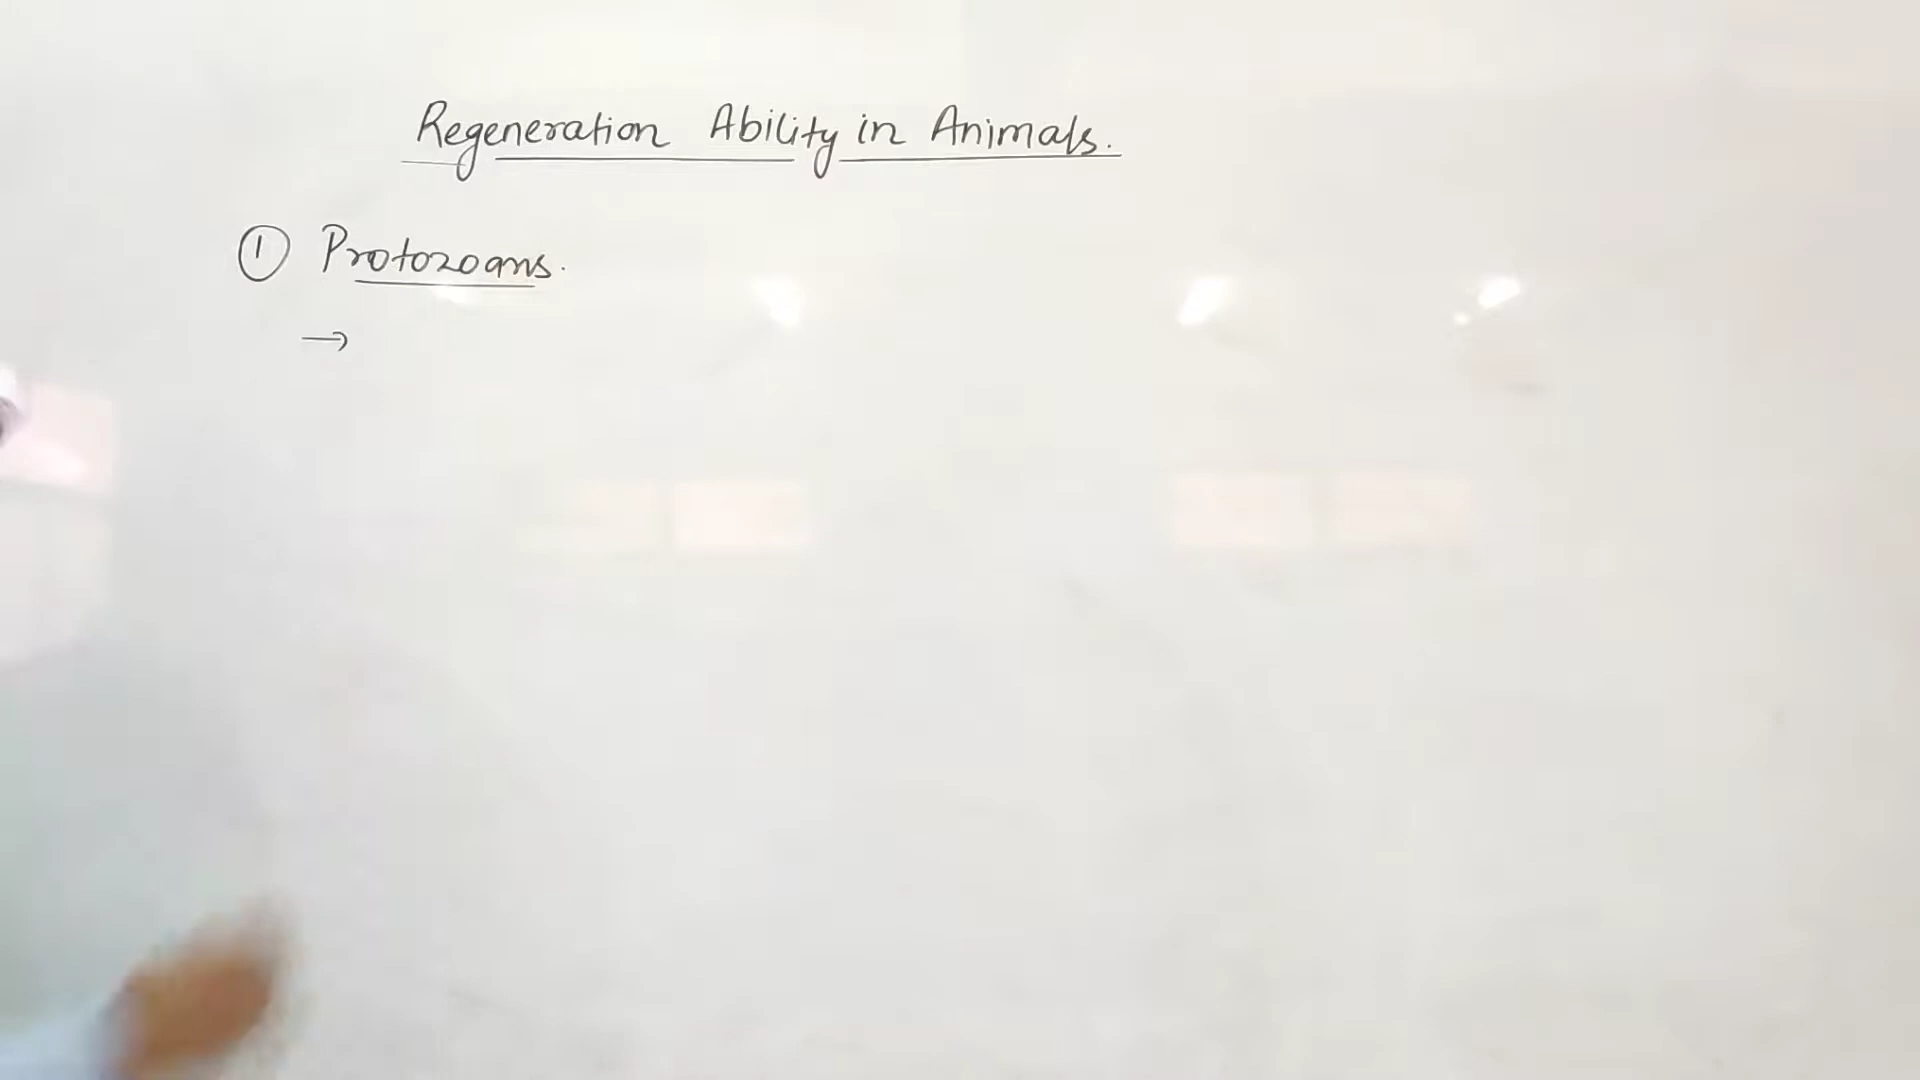 Regeneration Ability in Animals.
① Protozoans.
→